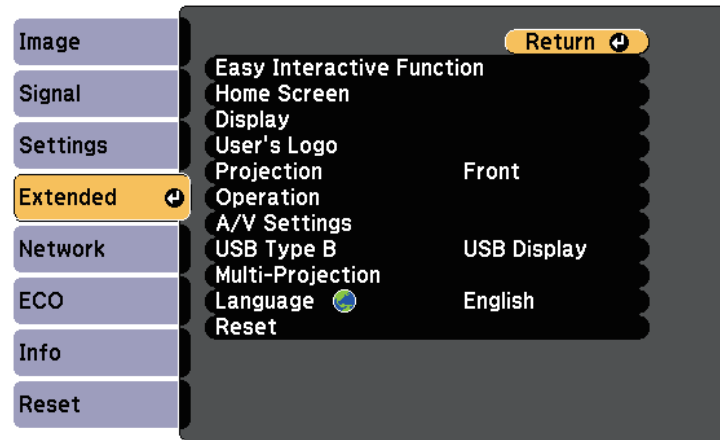 Image
Signal
Settings
Extended
Network
ECO
Info
Reset
Return
Easy Interactive Function
Home Screen
Display
User's Logo
Projection Front
Operation
A/V Settings
USB Type B USB Display
Multi-Projection
Language English
Reset